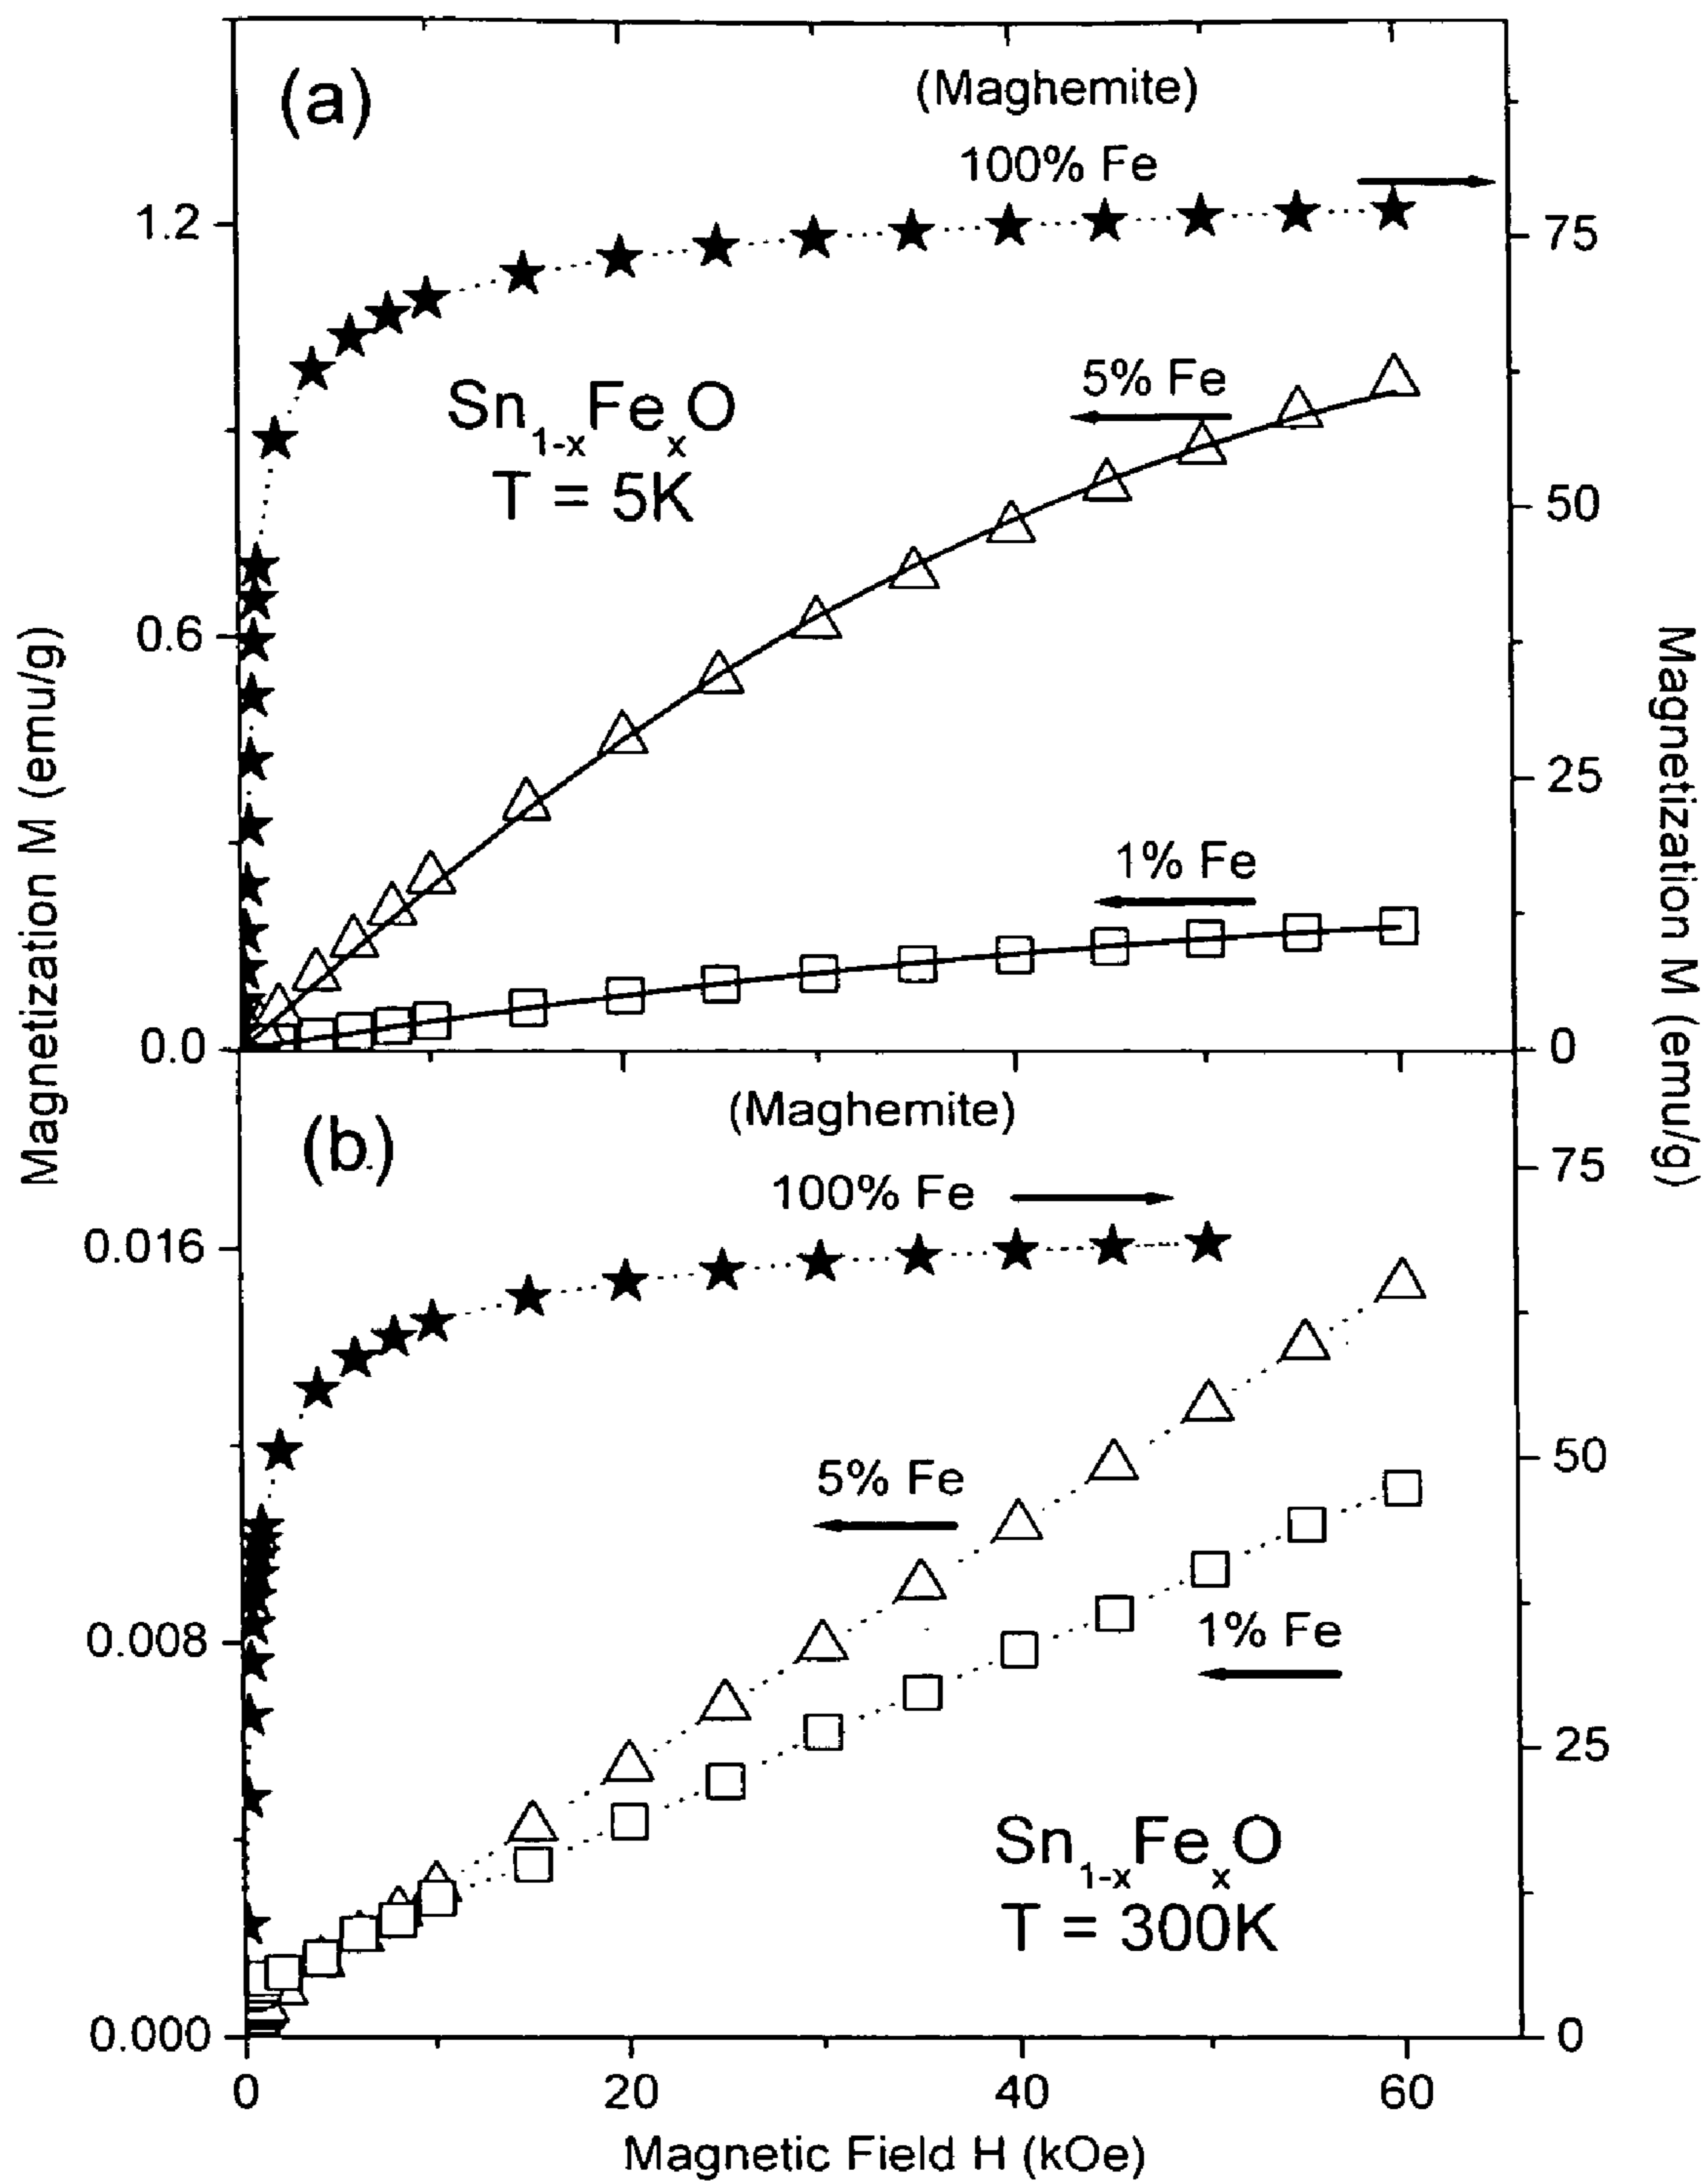 (a)
(Maghemite)
100% Fe
1.2
75
5% Fe
Sn1-xFexO
T = 5K
50
0.6
Magnetization M (emu/g)
Magnetization M (emu/g)
25
1% Fe
0.0
0
(Maghemite)
(b)
75
100% Fe
0.016
50
5% Fe
0.008
1% Fe
25
Sn1-xFexO
T = 300K
0.000
0
0
20
40
60
Magnetic Field H (kOe)